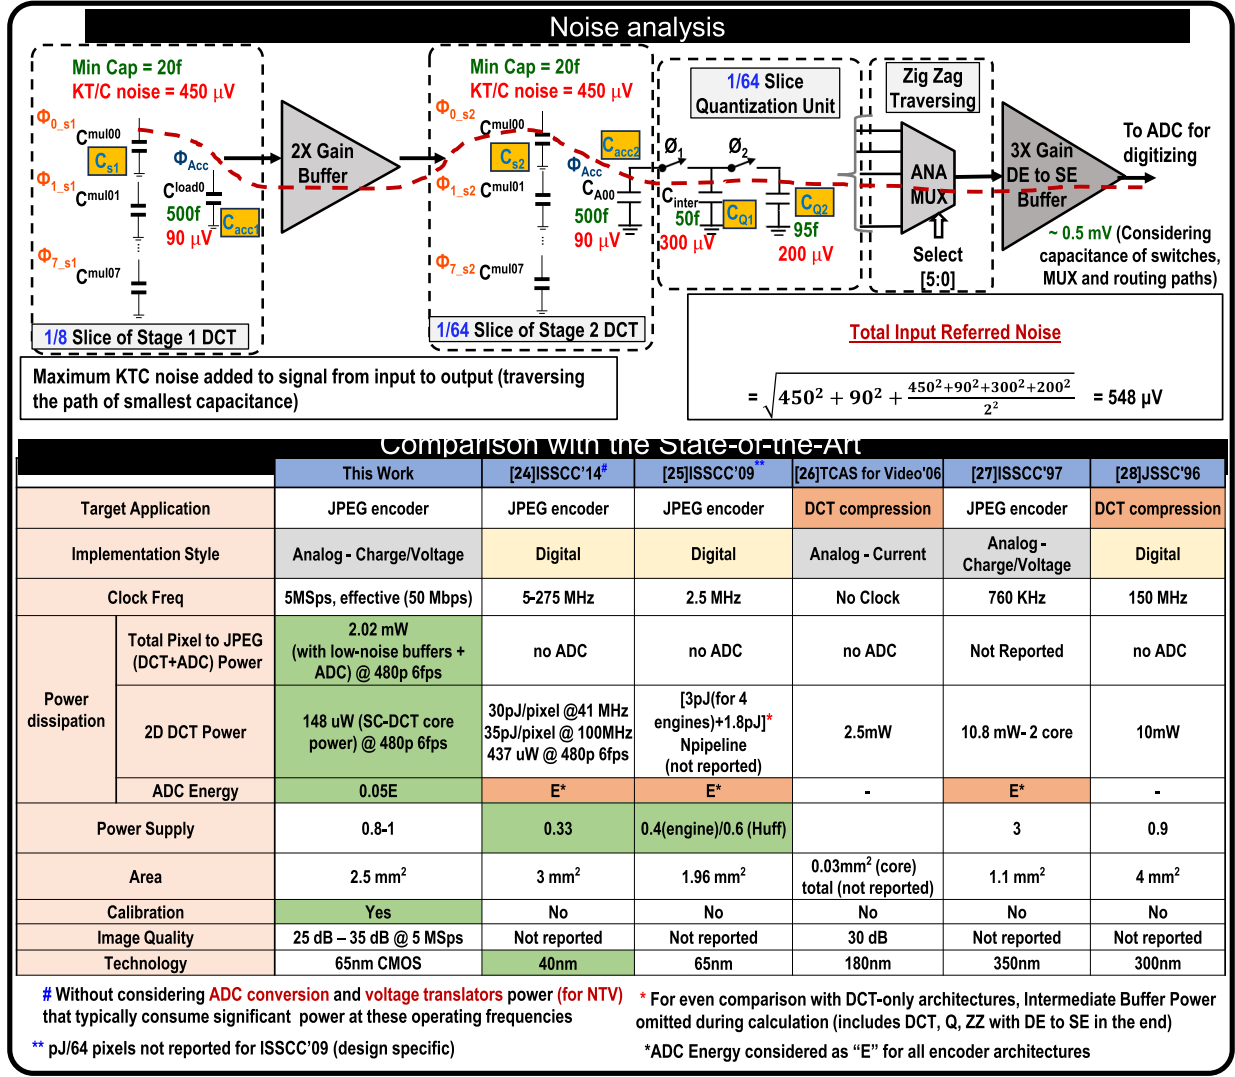 Noise analysis
Min Cap = 20f
KT/C noise = 450 µV
Φ0_s1
Cmul00
Cs1
ΦAcc
Φ1_s1
Cmul01
Cload0
500f
Cacc1
90 µV
Φ7_s1
Cmul07
1/8 Slice of Stage 1 DCT
2X Gain
Buffer
Min Cap = 20f
KT/C noise = 450 µV
Φ0_s2
Cmul00
Cs2
Cacc2
ΦAcc
Φ1_s2
Cmul01
CA00
500f
90 µV
Φ7_s2
Cmul07
1/64 Slice of Stage 2 DCT
1/64 Slice
Quantization Unit
Ø1
Ø2
Cinter
50f
CQ1
300 µV
CQ2
95f
200 µV
Zig Zag
Traversing
ANA
MUX
Select
[5:0]
3X Gain
DE to SE
Buffer
To ADC for
digitizing
~ 0.5 mV (Considering
capacitance of switches,
MUX and routing paths)
Maximum KTC noise added to signal from input to output (traversing
the path of smallest capacitance)
Total Input Referred Noise
= √(450² + 90² + (450²+90²+300²+200²)/2²) = 548 µV
Comparison with the State-of-the-Art
This Work [24]ISSCC'14# [25]ISSCC'09** [26]TCAS for Video'06 [27]ISSCC'97 [28]JSSC'96
Target Application JPEG encoder JPEG encoder JPEG encoder DCT compression JPEG encoder DCT compression
Implementation Style Analog - Charge/Voltage Digital Digital Analog - Current Analog - Charge/Voltage Digital
Clock Freq 5MSps, effective (50 Mbps) 5-275 MHz 2.5 MHz No Clock 760 KHz 150 MHz
Power dissipation
Total Pixel to JPEG (DCT+ADC) Power 2.02 mW (with low-noise buffers + ADC) @ 480p 6fps no ADC no ADC no ADC Not Reported no ADC
2D DCT Power 148 uW (SC-DCT core power) @ 480p 6fps 30pJ/pixel @41 MHz 35pJ/pixel @ 100MHz 437 uW @ 480p 6fps [3pJ(for 4 engines)+1.8pJ]* Npipeline (not reported) 2.5mW 10.8 mW- 2 core 10mW
ADC Energy 0.05E E* E* - E* -
Power Supply 0.8-1 0.33 0.4(engine)/0.6 (Huff) 3 0.9
Area 2.5 mm² 3 mm² 1.96 mm² 0.03mm² (core) total (not reported) 1.1 mm² 4 mm²
Calibration Yes No No No No No
Image Quality 25 dB – 35 dB @ 5 MSps Not reported Not reported 30 dB Not reported Not reported
Technology 65nm CMOS 40nm 65nm 180nm 350nm 300nm
# Without considering ADC conversion and voltage translators power (for NTV)
that typically consume significant power at these operating frequencies
** pJ/64 pixels not reported for ISSCC'09 (design specific)
* For even comparison with DCT-only architectures, Intermediate Buffer Power
omitted during calculation (includes DCT, Q, ZZ with DE to SE in the end)
*ADC Energy considered as "E" for all encoder architectures